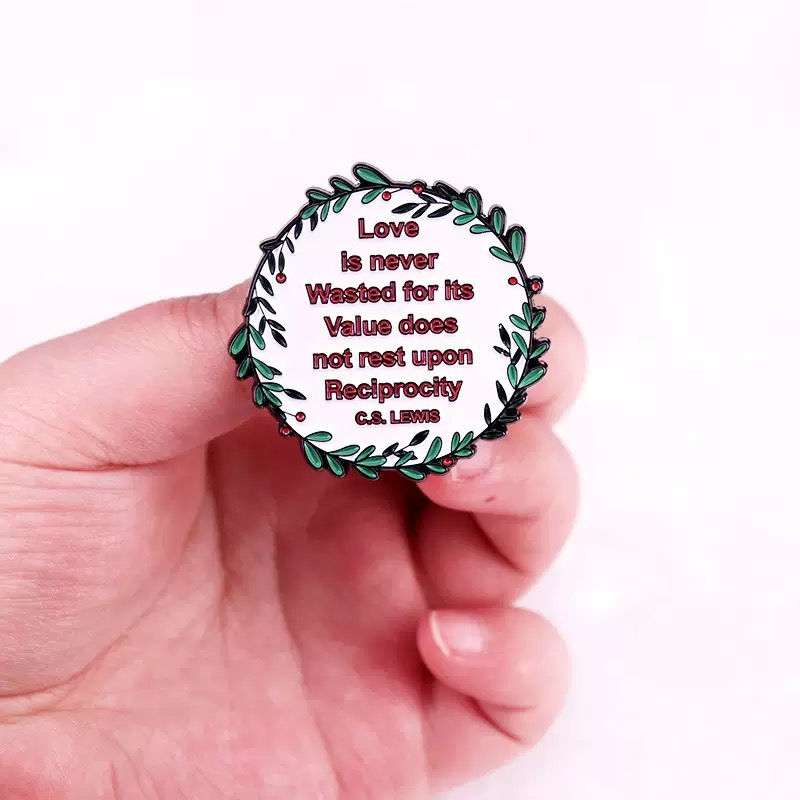 Love
is never
Wasted for its
Value does
not rest upon
Reciprocity
C.S. LEWIS